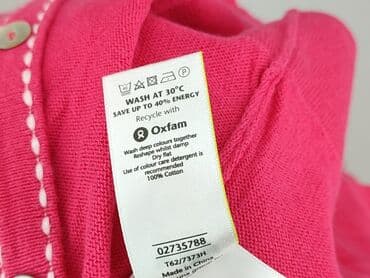 WASH AT 30°C
SAVE UP TO 40% ENERGY
Recycle with
Oxfam
Wash deep colours together
Reshape whilst damp
Dry flat
Use of colour care detergent is
recommended
100% Cotton
02735788
T62/7373H
Made in China